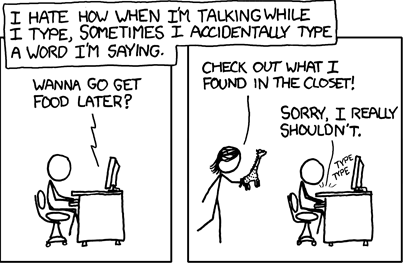 I HATE HOW WHEN I'M TALKING WHILE
I TYPE, SOMETIMES I ACCIDENTALLY TYPE
A WORD I'M SAYING.
WANNA GO GET
FOOD LATER?
CHECK OUT WHAT I
FOUND IN THE CLOSET!
SORRY, I REALLY
SHOULDN'T.
TYPE
TYPE